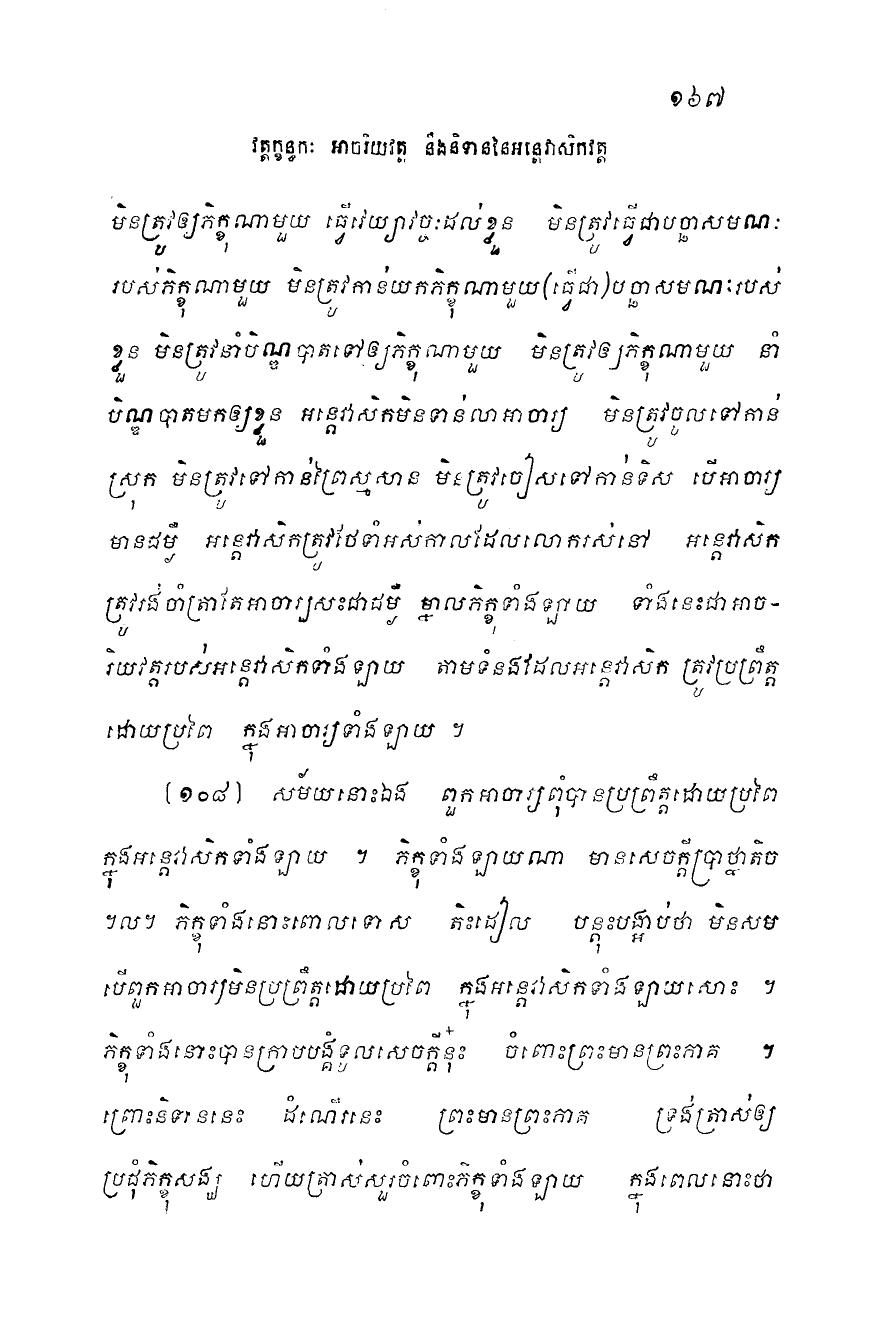 ១៦៧
វត្តក្ខន្ធកៈ អាចរិយវត្ត នឹងនិទាននៃអន្តេវាសិកវត្ត
មិនត្រូវឲ្យភិក្ខុណាមួយ ធ្វើវេយ្យាវច្ចៈដល់ខ្លួន មិនត្រូវធ្វើជាបច្ឆាសមណៈ
របស់ភិក្ខុណាមួយ មិនត្រូវកាន់យកភិក្ខុណាមួយ(ធ្វើជា)បច្ឆាសមណៈរបស់
ខ្លួន មិនត្រូវនាំបិណ្ឌបាតទៅឲ្យភិក្ខុណាមួយ មិនត្រូវឲ្យភិក្ខុណាមួយ នាំ
បិណ្ឌបាតមកឲ្យខ្លួន អន្តេវាសិកមិនទាន់លាអាចារ្យ មិនត្រូវចូលទៅកាន់
ស្រុក មិនត្រូវទៅកាន់ព្រៃស្មសាន មិនត្រូវចៀសទៅកាន់ទិស បើអាចារ្យ
មានជម្ងឺ អន្តេវាសិកត្រូវថែទាំអស់កាលដែលលោករស់នៅ អន្តេវាសិក
ត្រូវរង់ចាំត្រាតែអាចារ្យសះជាជម្ងឺ ម្នាលភិក្ខុទាំងឡាយ ទាំងនេះជាអាច-
រិយវត្តរបស់អន្តេវាសិកទាំងឡាយ តាមទំនងដែលអន្តេវាសិក ត្រូវប្រព្រឹត្ត
ដោយប្រពៃ ក្នុងអាចារ្យទាំងឡាយ ។
[១០៨] សម័យនោះឯង ពួកអាចារ្យពុំបានប្រព្រឹត្តដោយប្រពៃ
ក្នុងអន្តេវាសិកទាំងឡាយ ។ ភិក្ខុទាំងឡាយណា មានសេចក្តីប្រាថ្នាតិច
។ល។ ភិក្ខុទាំងនោះពោលទោស តិះដៀល បន្តុះបង្អាប់ថា មិនសម
បើពួកអាចារ្យមិនប្រព្រឹត្តដោយប្រពៃ ក្នុងអន្តេវាសិកទាំងឡាយសោះ ។
ភិក្ខុទាំងនោះបានក្រាបបង្គំទូលសេចក្តីនុ៎ះ ចំពោះព្រះមានព្រះភាគ ។
ព្រោះនិទាននេះ ដំណើរនេះ ព្រះមានព្រះភាគ ទ្រង់ត្រាស់ឲ្យ
ប្រជុំភិក្ខុសង្ឃ ហើយត្រាស់សួរចំពោះភិក្ខុទាំងឡាយ ក្នុងពេលនោះថា